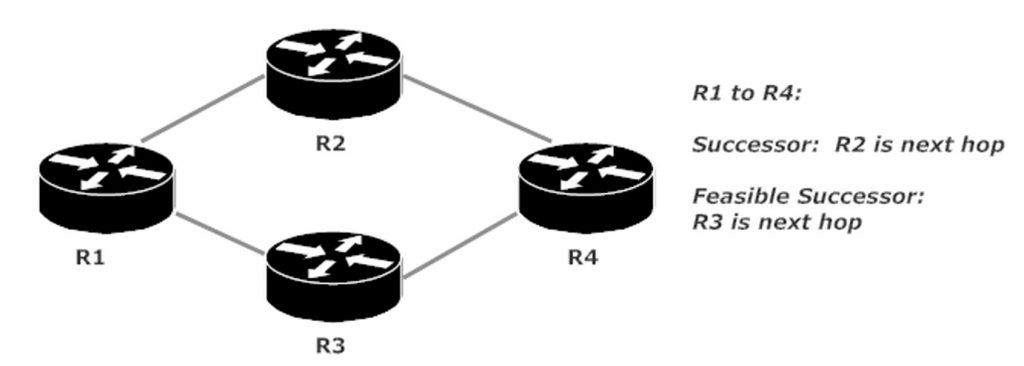 R2
R1
R4
R3
R1 to R4:
Successor:  R2 is next hop
Feasible Successor:
R3 is next hop